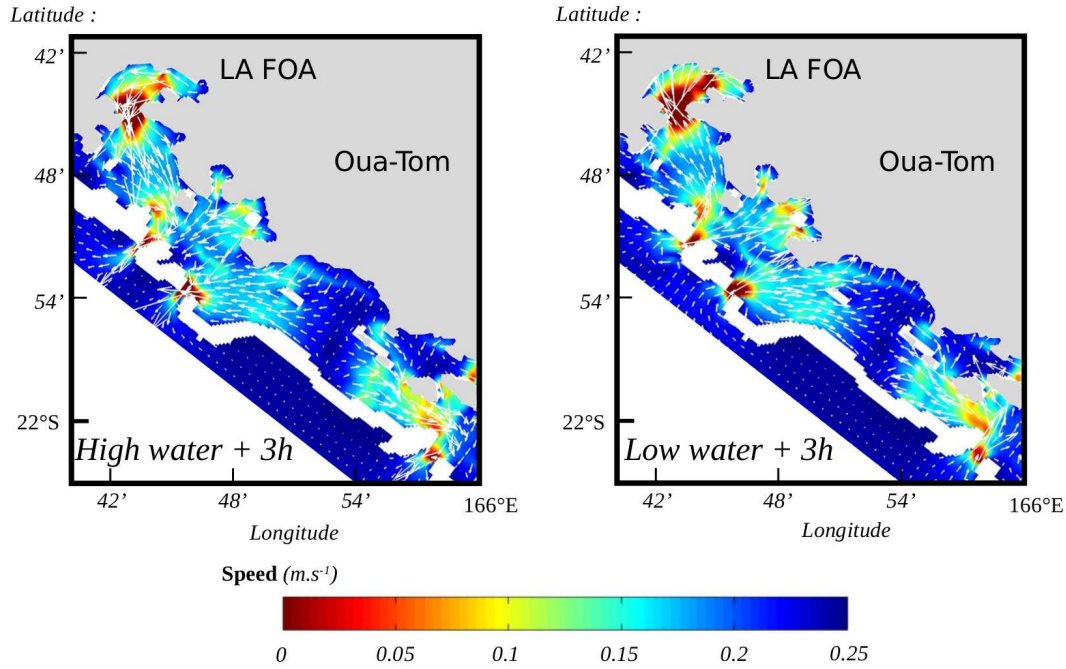 Latitude :
Latitude :
42’
LA FOA
42’
LA FOA
Oua-Tom
Oua-Tom
48’
48’
54’
54’
22°S
22°S
High water + 3h
Low water + 3h
42’
48’
54’
166°E
42’
48’
54’
166°E
Longitude
Longitude
Speed (m.s⁻¹)
0
0.05
0.1
0.15
0.2
0.25